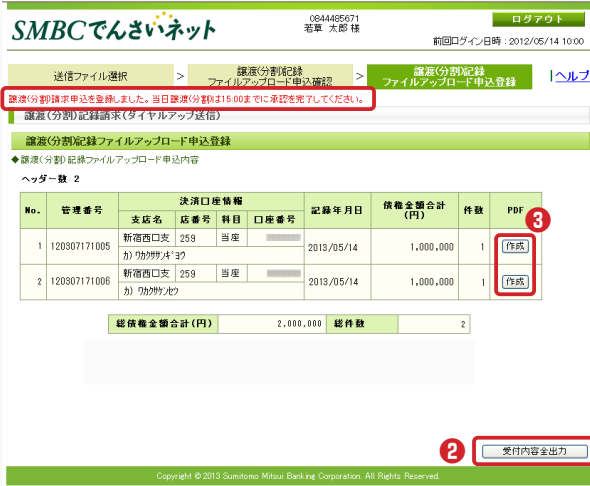 SMBCでんさいネット
0844485671
若草 太郎 様
ログアウト
前回ログイン日時 : 2012/05/14 10:00
送信ファイル選択 > 譲渡(分割)記録 ファイルアップロード申込確認 > 譲渡(分割)記録 ファイルアップロード申込登録
ヘルプ
譲渡(分割)請求申込を登録しました。当日譲渡(分割)は15:00までに承認を完了してください。
譲渡(分割)記録請求(ダイヤルアップ送信)
譲渡(分割)記録ファイルアップロード申込登録
◆譲渡(分割)記録ファイルアップロード申込内容
ヘッダー数 2
No. 管理番号 決済口座情報 記録年月日 債権金額合計(円) 件数 PDF
支店名 店番号 科目 口座番号
3
1 120307171005 新宿西口支 259 当座 2013/05/14 1,000,000 1 作成
カ) ワカクササンギヨウ
2 120307171006 新宿西口支 259 当座 2013/05/14 1,000,000 1 作成
カ) ワカクサケンセツ
総債権金額合計(円) 2,000,000 総件数 2
2
受付内容全出力
Copyright © 2013 Sumitomo Mitsui Banking Corporation. All Rights Reserved.